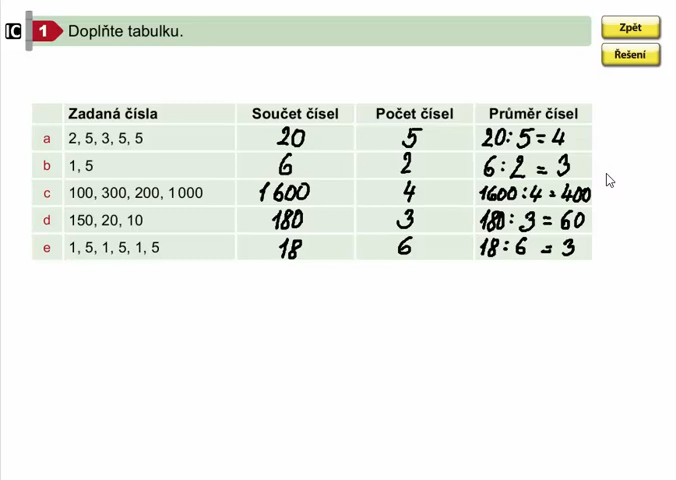 IC 1 Doplňte tabulku. Zpět
Řešení
Zadaná čísla Součet čísel Počet čísel Průměr čísel
a 2, 5, 3, 5, 5 20 5 20:5=4
b 1, 5 6 2 6:2=3
c 100, 300, 200, 1 000 1600 4 1600:4=400
d 150, 20, 10 180 3 180:3=60
e 1, 5, 1, 5, 1, 5 18 6 18:6=3